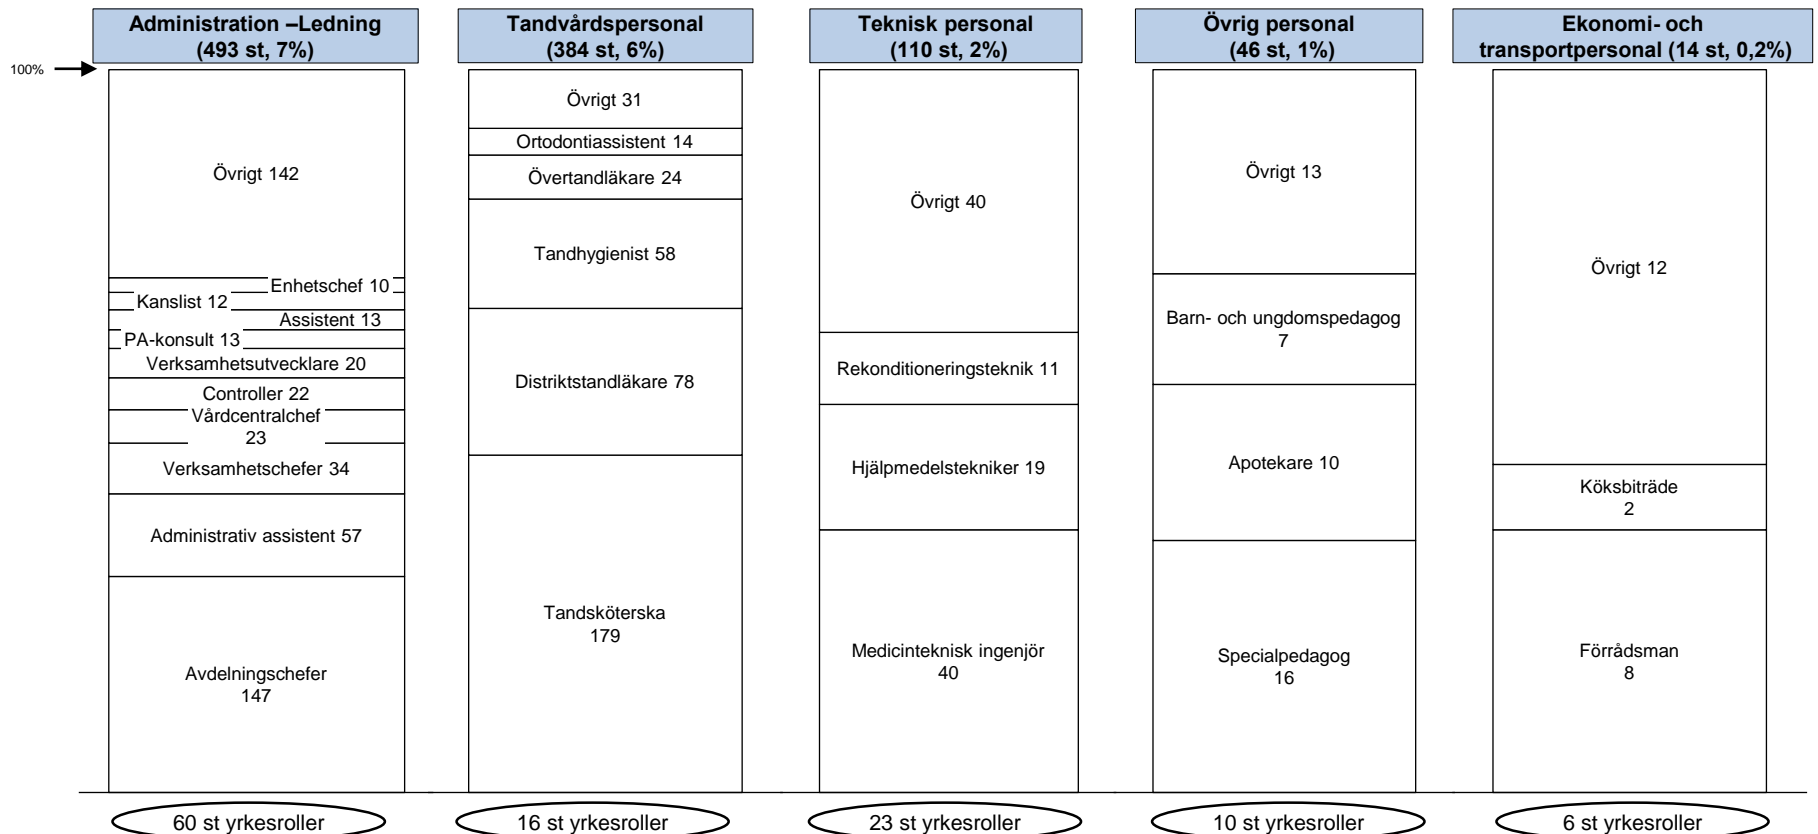 Administration –Ledning
(493 st, 7%)
Tandvårdspersonal
(384 st, 6%)
Teknisk personal
(110 st, 2%)
Övrig personal
(46 st, 1%)
Ekonomi- och
transportpersonal (14 st, 0,2%)
100%
Övrigt 142
Enhetschef 10
Kanslist 12
Assistent 13
PA-konsult 13
Verksamhetsutvecklare 20
Controller 22
Vårdcentralchef
23
Verksamhetschefer 34
Administrativ assistent 57
Avdelningschefer
147
60 st yrkesroller
Övrigt 31
Ortodontiassistent 14
Övertandläkare 24
Tandhygienist 58
Distriktstandläkare 78
Tandsköterska
179
16 st yrkesroller
Övrigt 40
Rekonditioneringsteknik 11
Hjälpmedelstekniker 19
Medicinteknisk ingenjör
40
23 st yrkesroller
Övrigt 13
Barn- och ungdomspedagog
7
Apotekare 10
Specialpedagog
16
10 st yrkesroller
Övrigt 12
Köksbiträde
2
Förrådsman
8
6 st yrkesroller